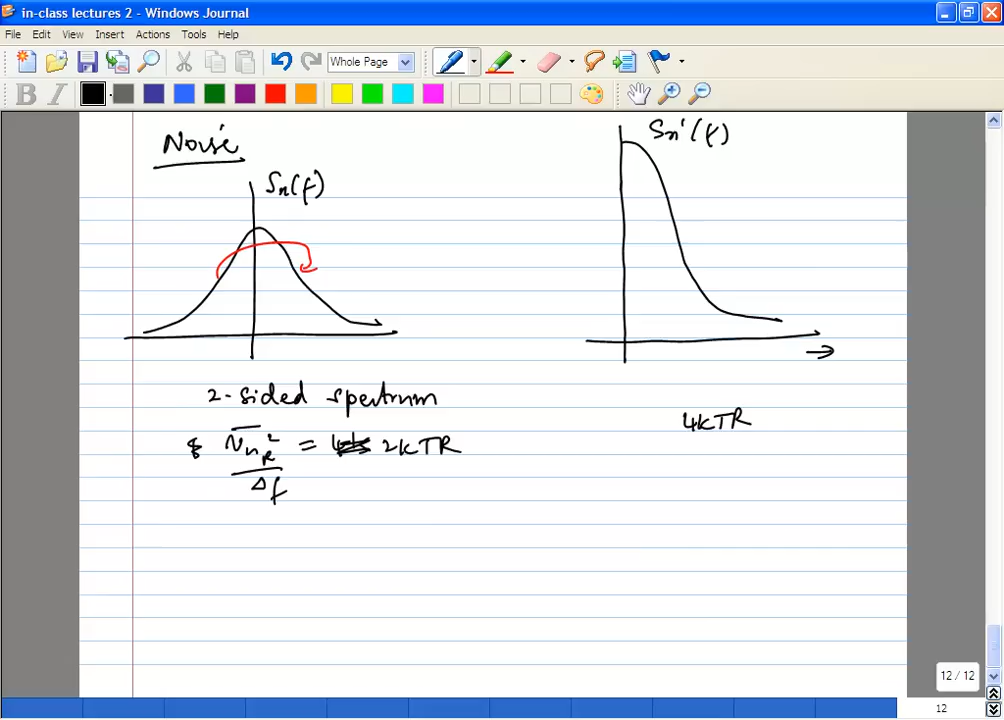 in-class lectures 2 - Windows Journal
File Edit View Insert Actions Tools Help
Whole Page
B I
Noise
Sn(f)
Sn'(f)
2-sided spectrum
VnR² = 2kTR
Δf
4kTR
12 / 12
12